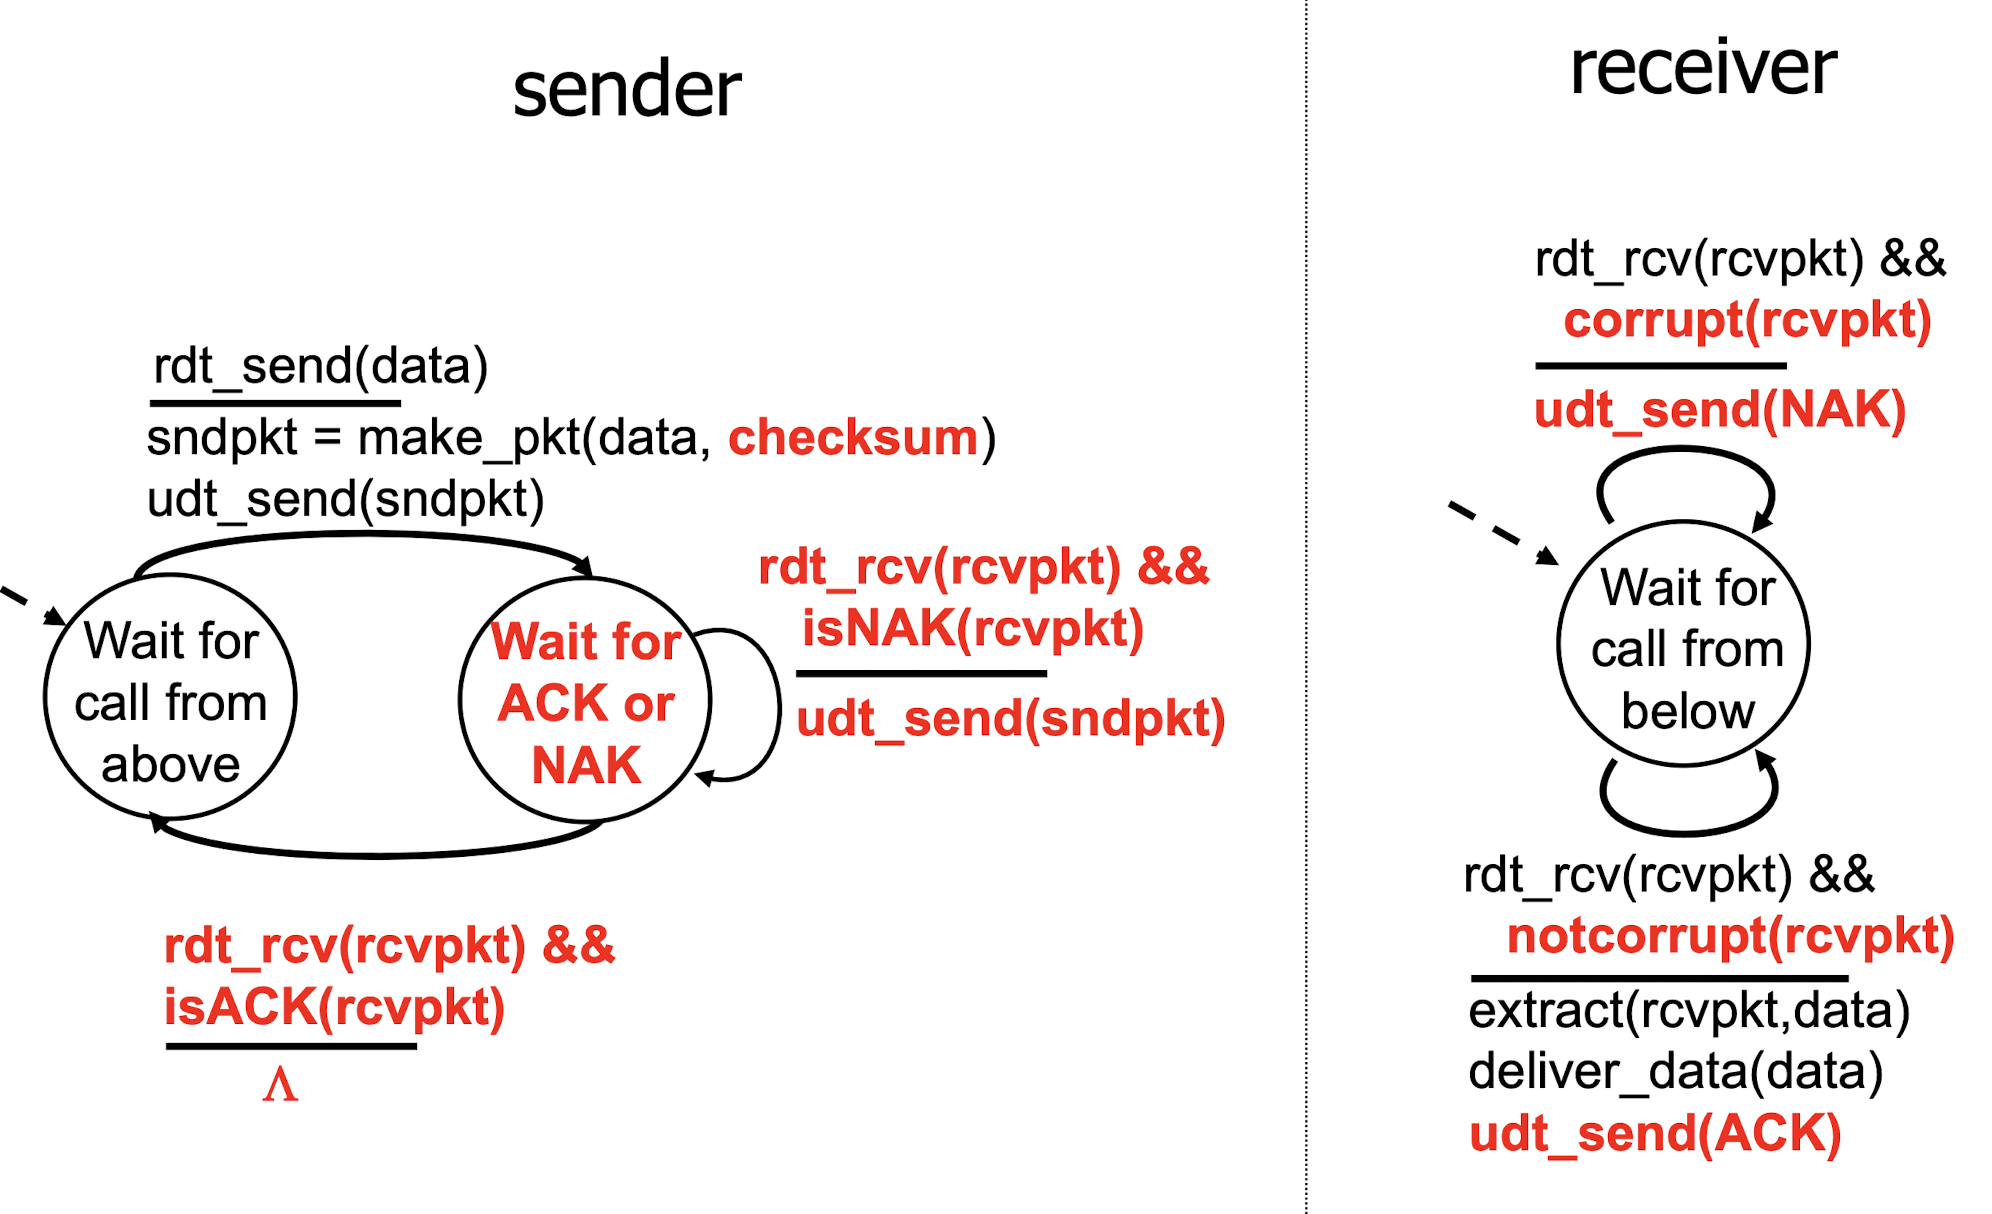 sender
rdt_send(data)
sndpkt = make_pkt(data, checksum)
udt_send(sndpkt)
Wait for
call from
above
Wait for
ACK or
NAK
rdt_rcv(rcvpkt) &&
isNAK(rcvpkt)
udt_send(sndpkt)
rdt_rcv(rcvpkt) &&
isACK(rcvpkt)
Λ
receiver
rdt_rcv(rcvpkt) &&
corrupt(rcvpkt)
udt_send(NAK)
Wait for
call from
below
rdt_rcv(rcvpkt) &&
notcorrupt(rcvpkt)
extract(rcvpkt,data)
deliver_data(data)
udt_send(ACK)